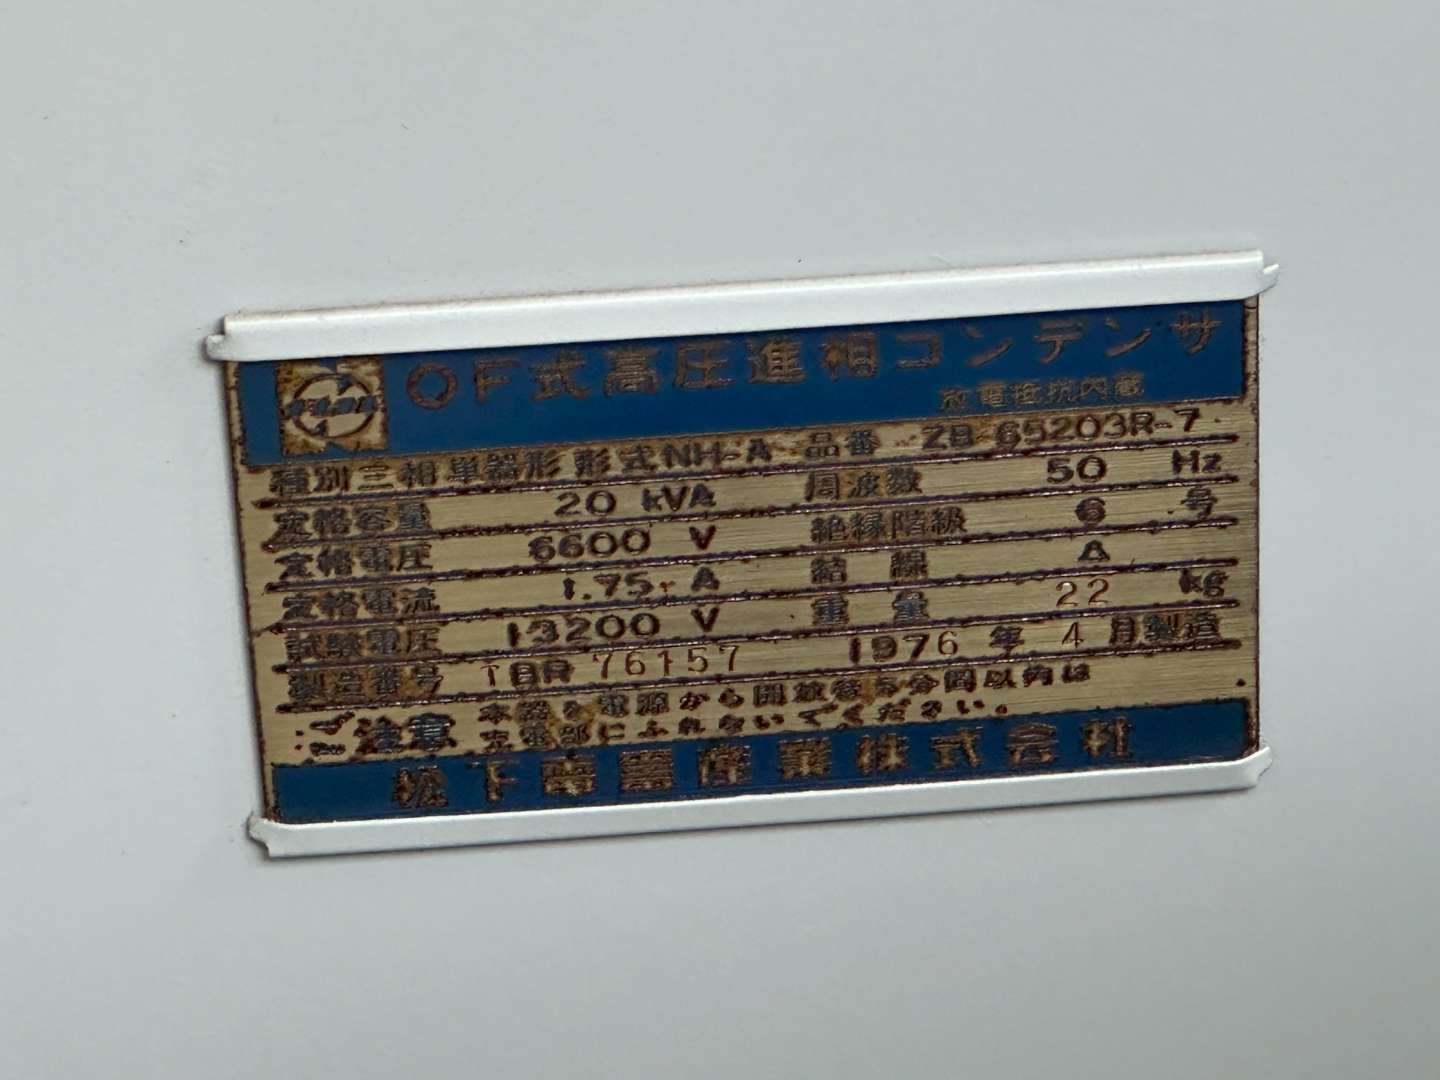 OF式高圧進相コンデンサ
放電抵抗内蔵
種別 三相単器形 形式 NH-A 品番 ZB-65203R-7
定格容量 20 kVA 周波数 50 Hz
定格電圧 6600 V 絶縁階級 6 号
定格電流 1.75 A 結線 人
試験電圧 13200 V 重量 22 kg
製造番号 TBR 76157 1976 年 4 月製造
注意 本器を電源から開放後5分間以内は
充電部にふれないでください。
松下電器産業株式会社